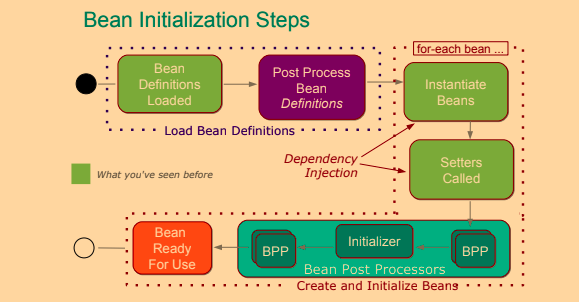 Bean Initialization Steps
for-each bean ...
Bean
Definitions
Loaded
Post Process
Bean
Definitions
Instantiate
Beans
Load Bean Definitions
Dependency
Injection
Setters
Called
What you've seen before
Bean
Ready
For Use
BPP
Initializer
BPP
Bean Post Processors
Create and Initialize Beans